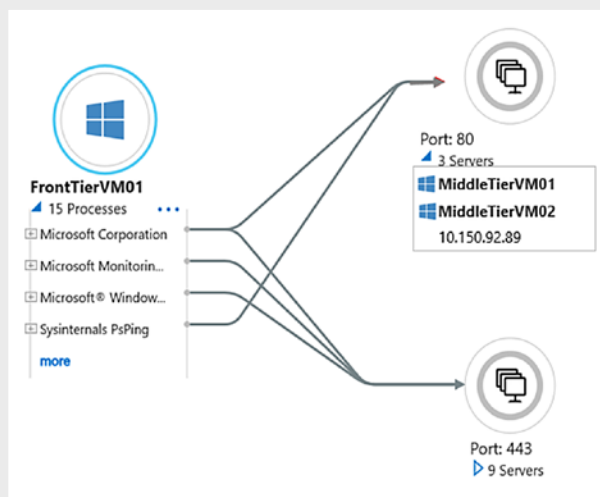 FrontTierVM01
15 Processes
Microsoft Corporation
Microsoft Monitorin...
Microsoft® Window...
Sysinternals PsPing
more
Port: 80
3 Servers
MiddleTierVM01
MiddleTierVM02
10.150.92.89
Port: 443
9 Servers